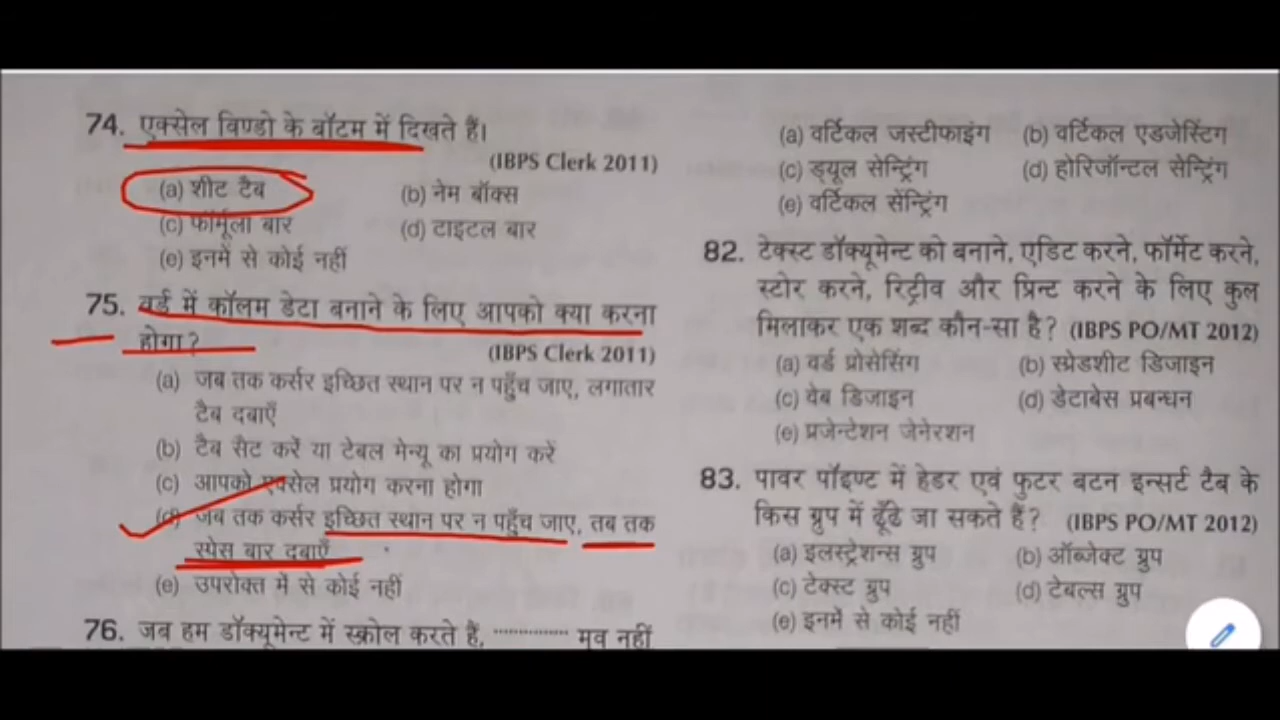 74. एक्सेल विण्डो के बॉटम में दिखते हैं।
(IBPS Clerk 2011)
(a) शीट टैब (b) नेम बॉक्स
(c) फॉर्मूला बार (d) टाइटल बार
(e) इनमें से कोई नहीं
75. वर्ड में कॉलम डेटा बनाने के लिए आपको क्या करना
होगा? (IBPS Clerk 2011)
(a) जब तक कर्सर इच्छित स्थान पर न पहुँच जाए, लगातार
टैब दबाएँ
(b) टैब सैट करें या टेबल मेन्यू का प्रयोग करें
(c) आपको एक्सेल प्रयोग करना होगा
(d) जब तक कर्सर इच्छित स्थान पर न पहुँच जाए, तब तक
स्पेस बार दबाएँ
(e) उपरोक्त में से कोई नहीं
76. जब हम डॉक्यूमेन्ट में स्क्रोल करते हैं, ............... मूव नहीं
(a) वर्टिकल जस्टीफाइंग (b) वर्टिकल एडजेस्टिंग
(c) ड्यूल सेन्ट्रिंग (d) होरिजॉन्टल सेन्ट्रिंग
(e) वर्टिकल सेंन्ट्रिंग
82. टेक्स्ट डॉक्यूमेन्ट को बनाने, एडिट करने, फॉर्मेट करने,
स्टोर करने, रिट्रीव और प्रिन्ट करने के लिए कुल
मिलाकर एक शब्द कौन-सा है? (IBPS PO/MT 2012)
(a) वर्ड प्रोसेसिंग (b) स्प्रेडशीट डिजाइन
(c) वेब डिजाइन (d) डेटाबेस प्रबन्धन
(e) प्रजेन्टेशन जेनेरशन
83. पावर पॉइण्ट में हेडर एवं फुटर बटन इन्सर्ट टैब के
किस ग्रुप में ढूँढे जा सकते हैं? (IBPS PO/MT 2012)
(a) इलस्ट्रेशन्स ग्रुप (b) ऑब्जेक्ट ग्रुप
(c) टेक्स्ट ग्रुप (d) टेबल्स ग्रुप
(e) इनमें से कोई नहीं